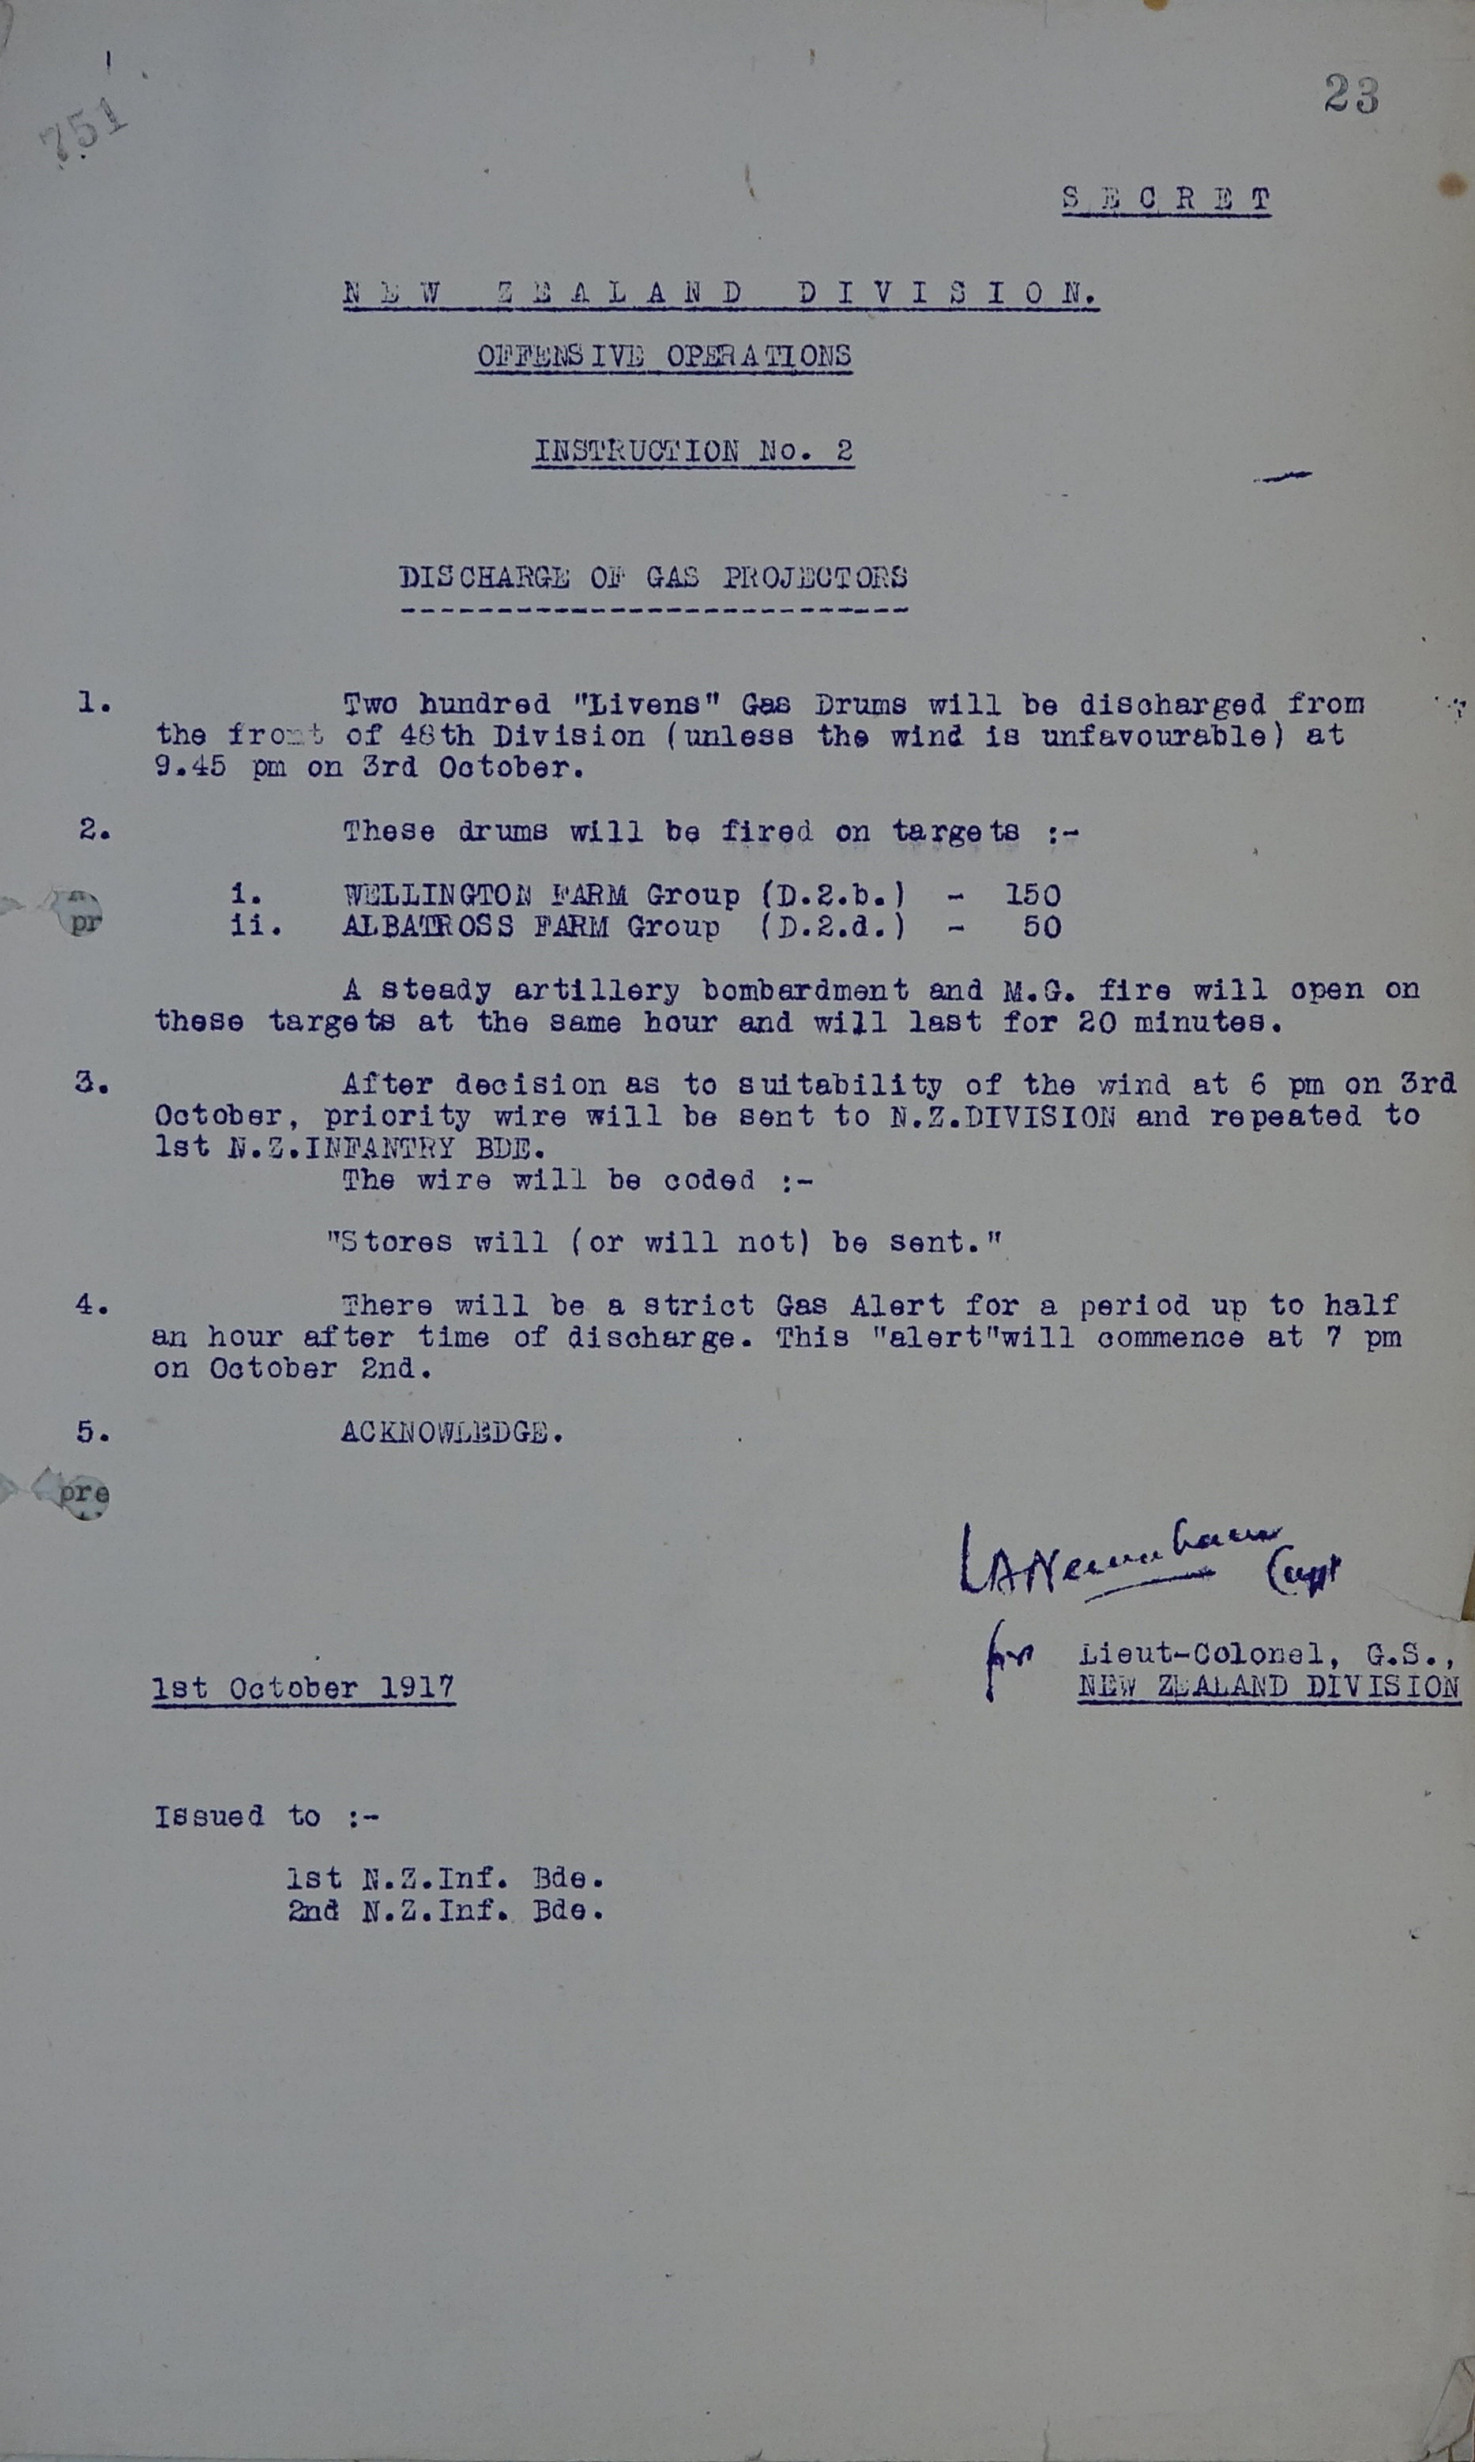 23
751
SECRET
NEW ZEALAND DIVISION.
OFFENSIVE OPERATIONS
INSTRUCTION No. 2
DISCHARGE OF GAS PROJECTORS
1. Two hundred "Livens" Gas Drums will be discharged from
the front of 48th Division (unless the wind is unfavourable) at
9.45 pm on 3rd October.
2. These drums will be fired on targets :-
i. WELLINGTON FARM Group (D.2.b.) - 150
pr
ii. ALBATROSS FARM Group (D.2.d.) - 50
A steady artillery bombardment and M.G. fire will open on
these targets at the same hour and will last for 20 minutes.
3. After decision as to suitability of the wind at 6 pm on 3rd
October, priority wire will be sent to N.Z.DIVISION and repeated to
1st N.Z.INFANTRY BDE.
The wire will be coded :-
"Stores will (or will not) be sent."
4. There will be a strict Gas Alert for a period up to half
an hour after time of discharge. This "alert"will commence at 7 pm
on October 2nd.
5. ACKNOWLEDGE.
pre
Capt
for Lieut-Colonel, G.S.,
1st October 1917 NEW ZEALAND DIVISION
Issued to :-
1st N.Z.Inf. Bde.
2nd N.Z.Inf. Bde.